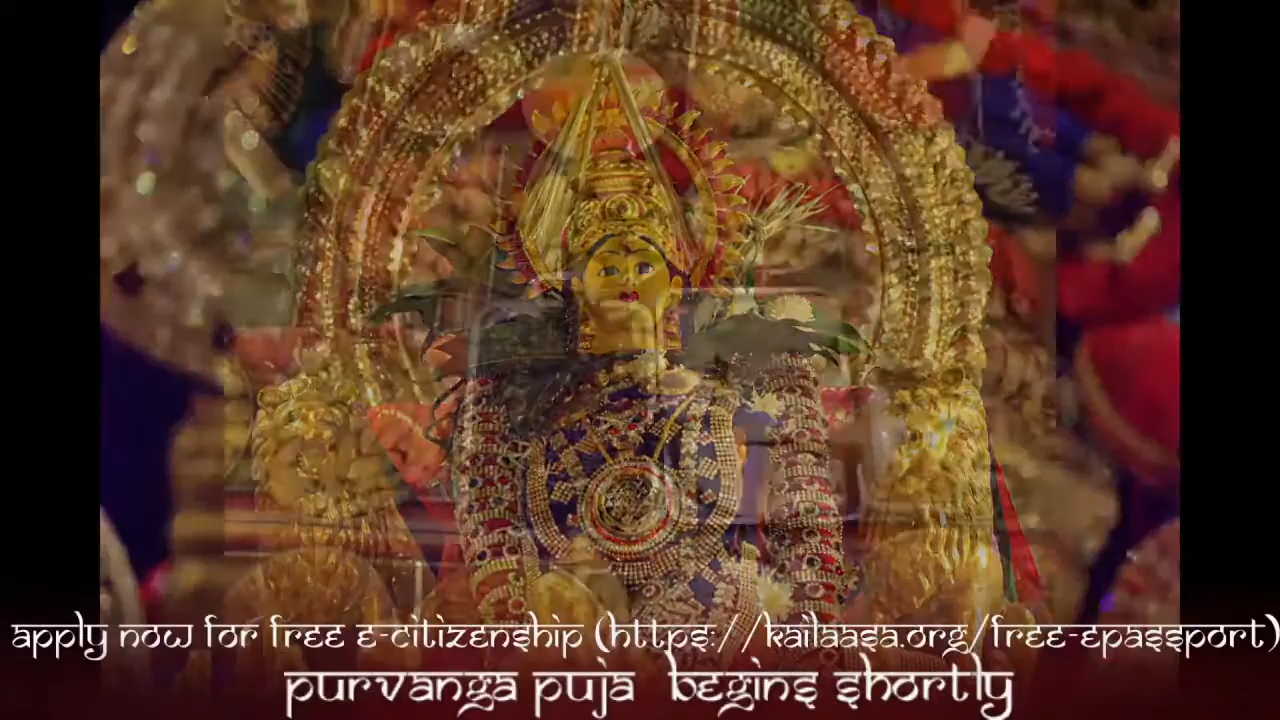 apply now for free e-citizenship (https://kailaasa.org/free-epassport)
purvanga puja begins shortly